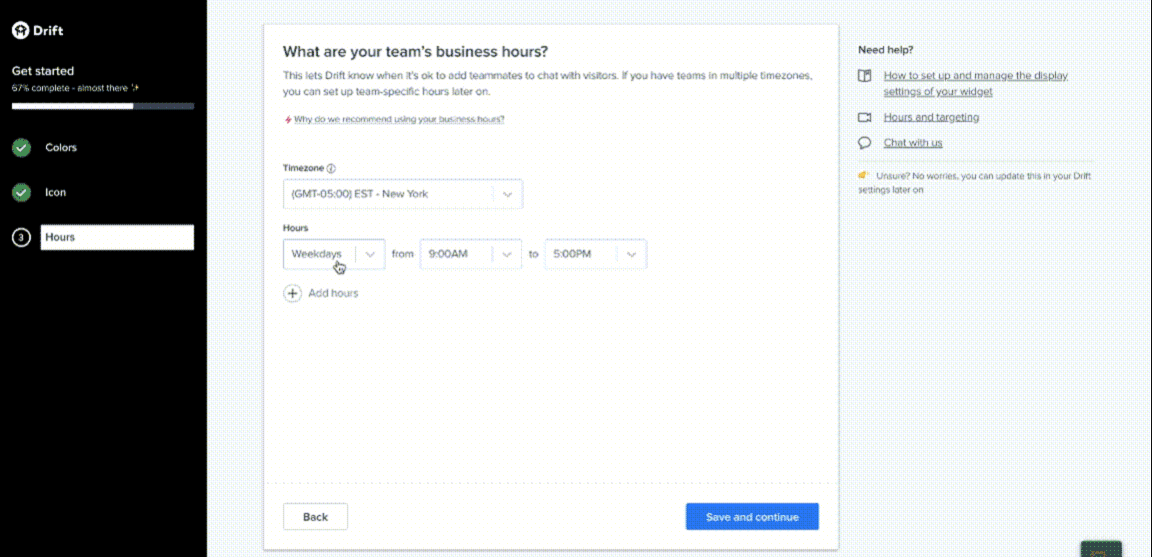 Drift
Get started
67% complete - almost there
Colors
Icon
3
Hours
What are your team's business hours?
This lets Drift know when it's ok to add teammates to chat with visitors. If you have teams in multiple timezones,
you can set up team-specific hours later on.
Why do we recommend using your business hours?
Timezone
(GMT-05:00) EST - New York
Hours
Weekdays from 9:00AM to 5:00PM
Add hours
Back
Save and continue
Need help?
How to set up and manage the display
settings of your widget
Hours and targeting
Chat with us
Unsure? No worries, you can update this in your Drift
settings later on